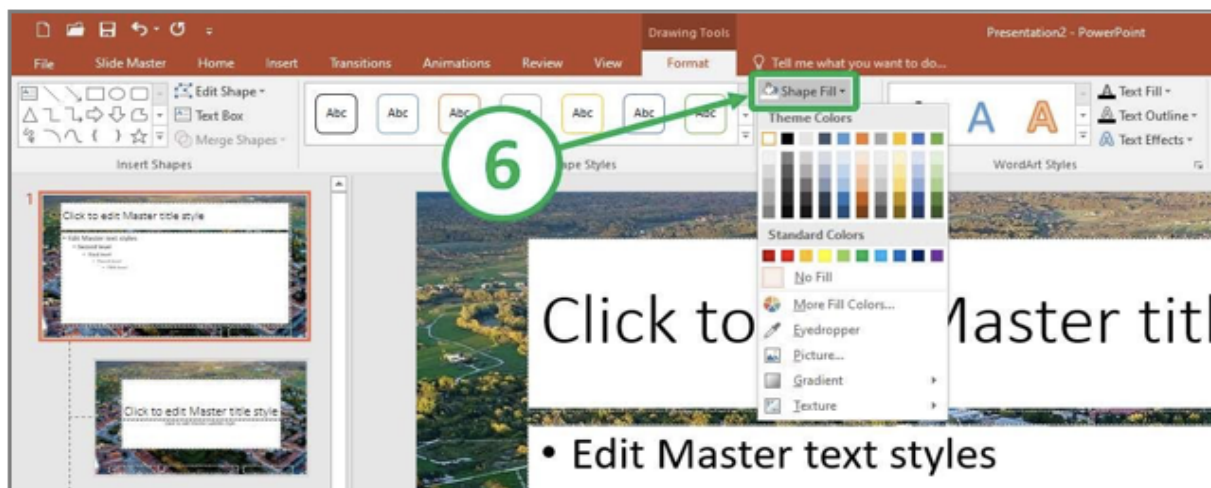 Drawing Tools
Presentation2 - PowerPoint
File Slide Master Home Insert Transitions Animations Review View Format Tell me what you want to do...
Edit Shape
Text Box
Merge Shapes
Insert Shapes
Abc Abc Abc Abc Abc Abc
Shape Fill
Theme Colors
Standard Colors
No Fill
More Fill Colors...
Eyedropper
Picture...
Gradient
Texture
A A
Text Fill
Text Outline
Text Effects
WordArt Styles
6
1
Click to edit Master title style
Edit Master text styles
Second level
Third level
Click to edit Master title style
Click to
Master titl
• Edit Master text styles